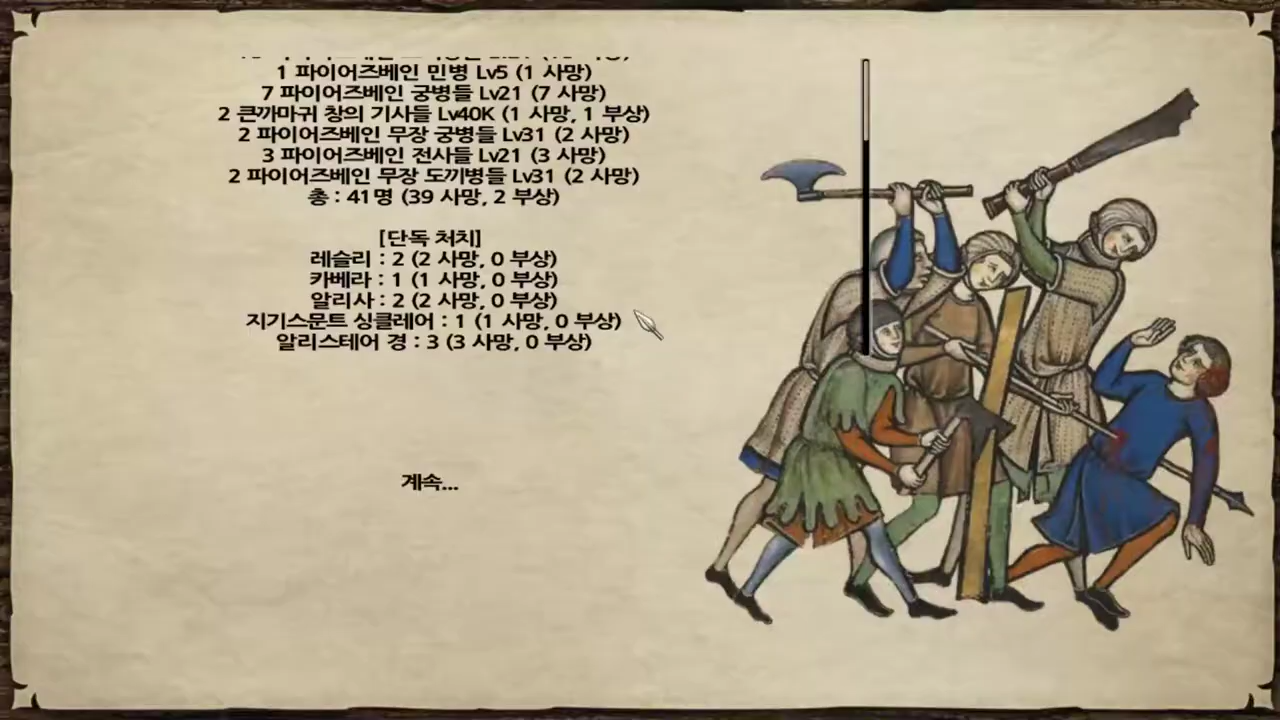 1 파이어즈베인 민병 Lv5 (1 사망)
7 파이어즈베인 궁병들 Lv21 (7 사망)
2 큰까마귀 창의 기사들 Lv40K (1 사망, 1 부상)
2 파이어즈베인 무장 궁병들 Lv31 (2 사망)
3 파이어즈베인 전사들 Lv21 (3 사망)
2 파이어즈베인 무장 도끼병들 Lv31 (2 사망)
총 : 41명 (39 사망, 2 부상)
[단독 처치]
레슬리 : 2 (2 사망, 0 부상)
카베라 : 1 (1 사망, 0 부상)
알리사 : 2 (2 사망, 0 부상)
지기스문트 싱클레어 : 1 (1 사망, 0 부상)
알리스테어 경 : 3 (3 사망, 0 부상)
계속...